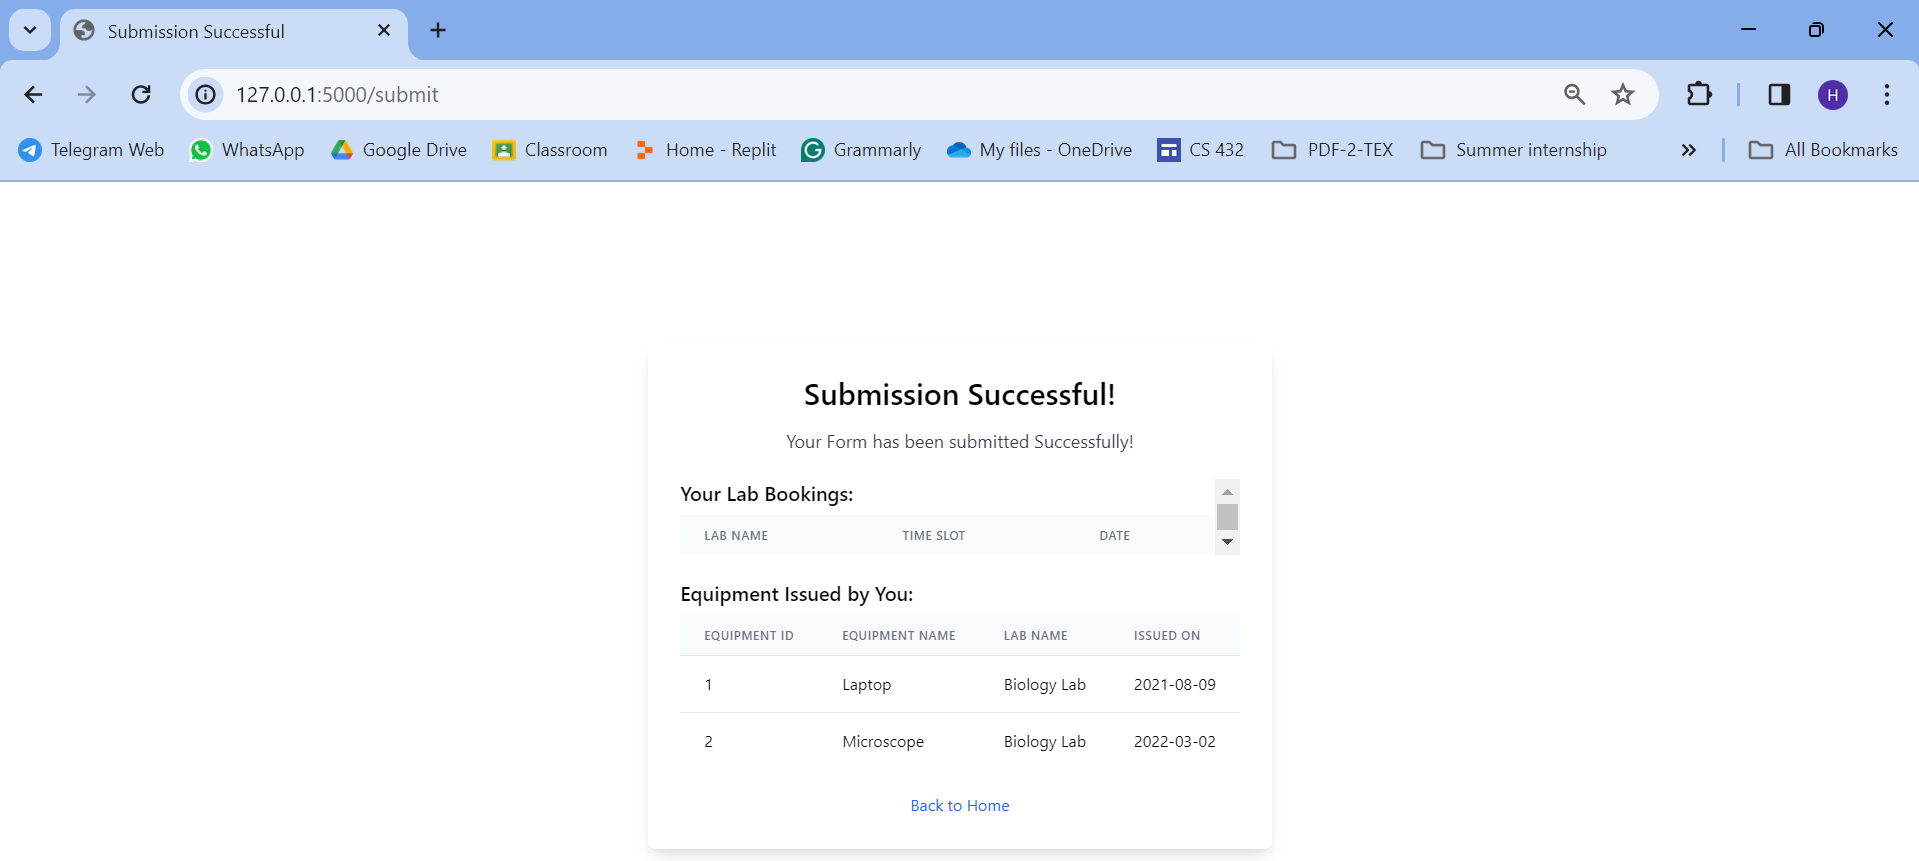 Submission Successful
127.0.0.1:5000/submit
H
Telegram Web WhatsApp Google Drive Classroom Home - Replit Grammarly My files - OneDrive CS 432 PDF-2-TEX Summer internship » All Bookmarks
Submission Successful!
Your Form has been submitted Successfully!
Your Lab Bookings:
LAB NAME TIME SLOT DATE
Equipment Issued by You:
EQUIPMENT ID EQUIPMENT NAME LAB NAME ISSUED ON
1 Laptop Biology Lab 2021-08-09
2 Microscope Biology Lab 2022-03-02
Back to Home